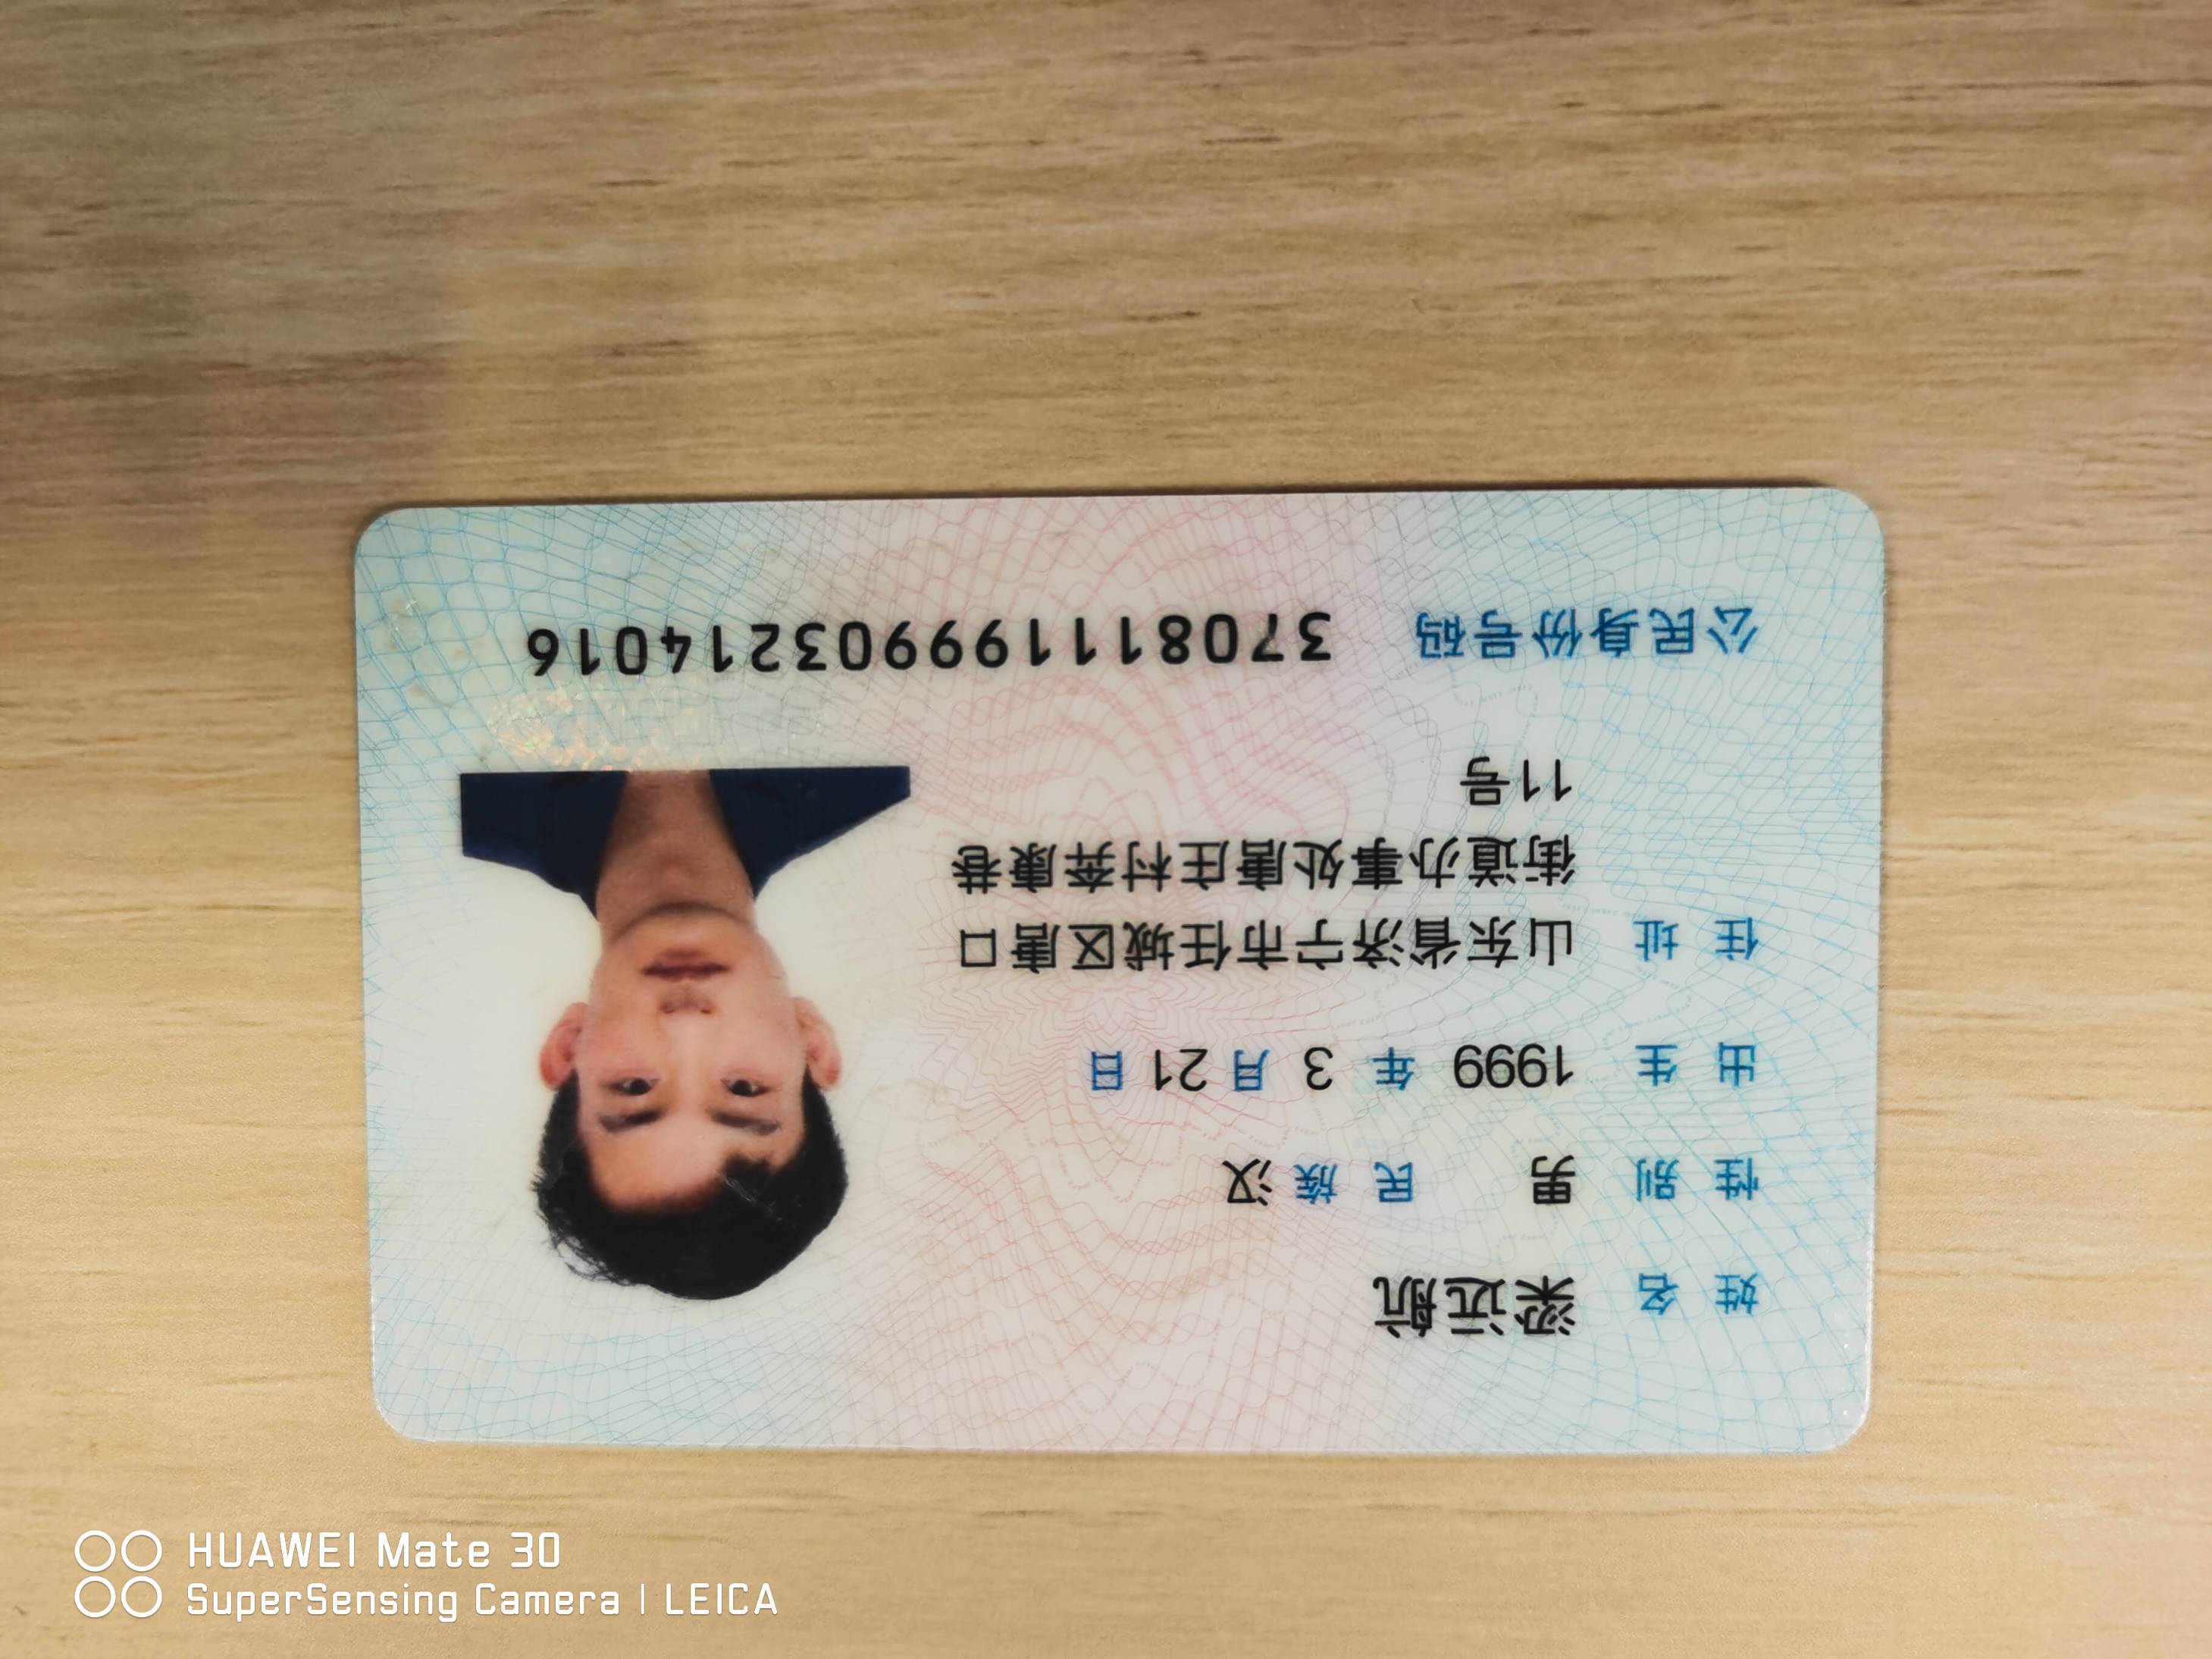 姓名 梁远航
性别 男 民族 汉
出生 1999 年 3 月 21 日
住址 山东省济宁市任城区唐口
街道办事处唐庄村奔康巷
11号
公民身份号码 370811199903214016
HUAWEI Mate 30
SuperSensing Camera | LEICA